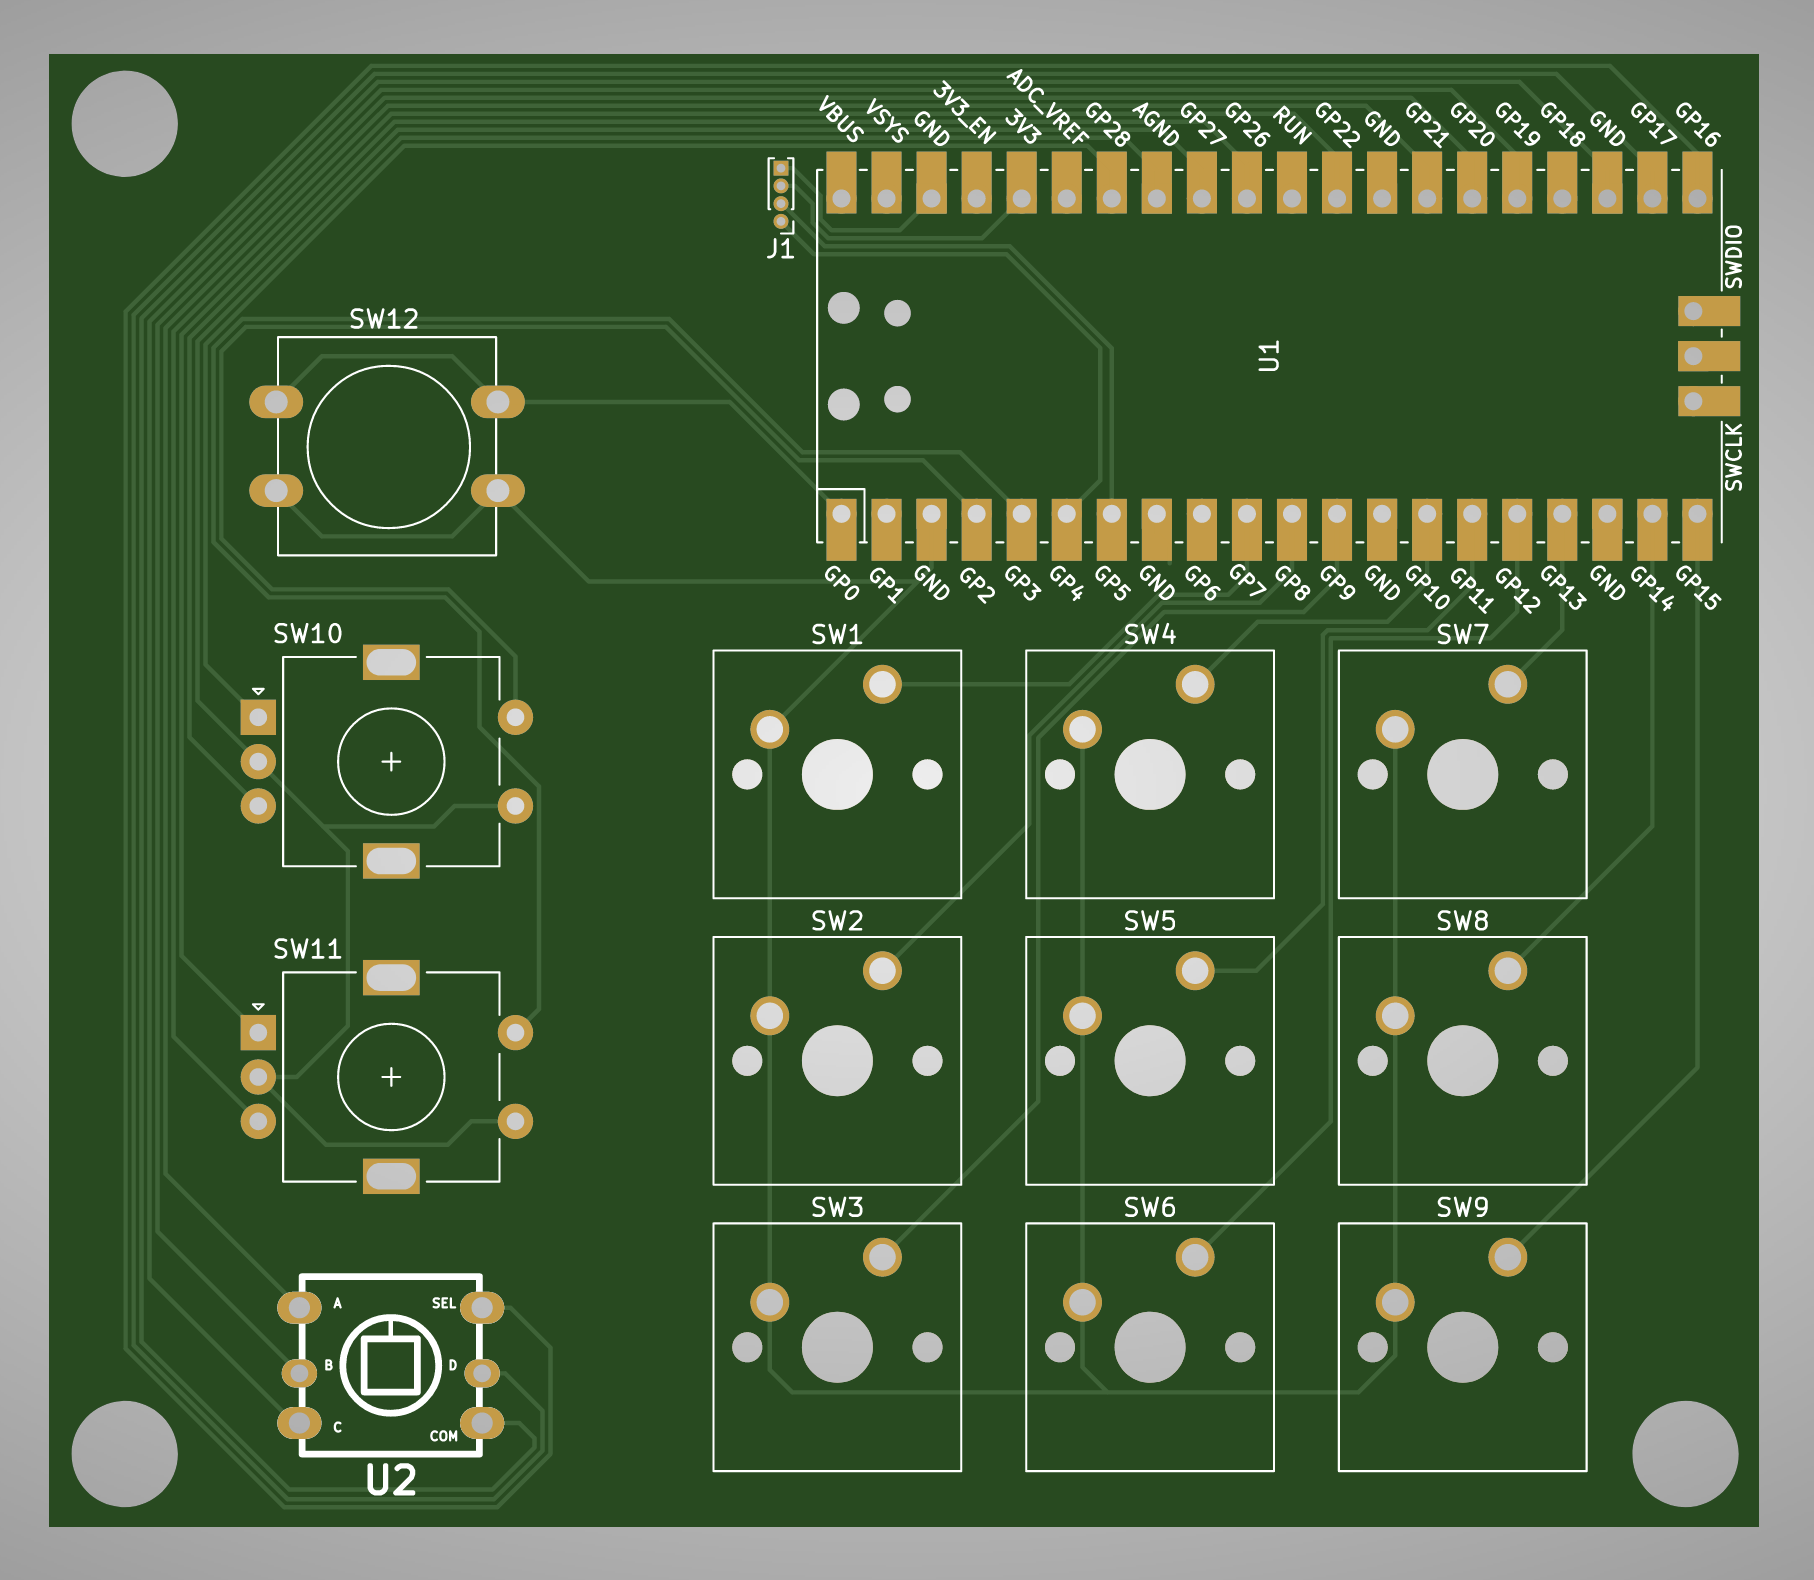 VBUS
VSYS
GND
3V3_EN
3V3
ADC_VREF
GP28
AGND
GP27
GP26
RUN
GP22
GND
GP21
GP20
GP19
GP18
GND
GP17
GP16
J1
SWDIO
SW12
U1
SWCLK
GP0
GP1
GND
GP2
GP3
GP4
GP5
GND
GP6
GP7
GP8
GP9
GND
GP10
GP11
GP12
GP13
GND
GP14
GP15
SW10
SW1
SW4
SW7
SW11
SW2
SW5
SW8
SW3
SW6
SW9
A
SEL
B
D
C
COM
U2